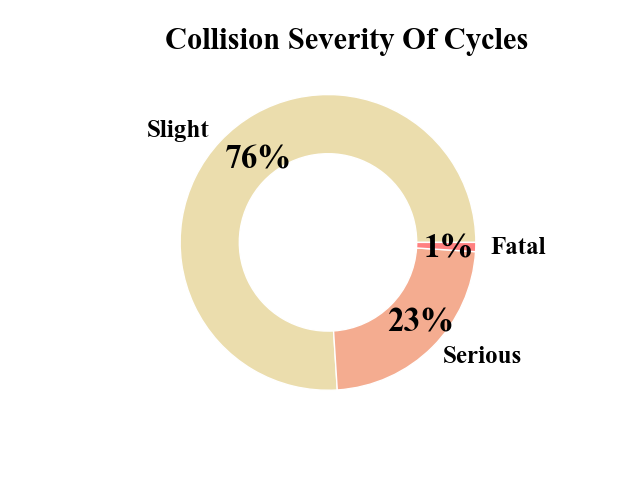 Collision Severity Of Cycles
Slight
76%
1%
Fatal
23%
Serious